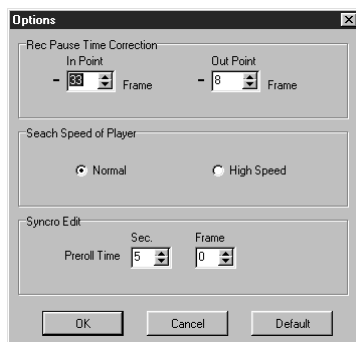 Options
Rec Pause Time Correction
In Point Out Point
- 33 Frame - 8 Frame
Seach Speed of Player
Normal High Speed
Syncro Edit
Sec. Frame
Preroll Time 5 0
OK Cancel Default